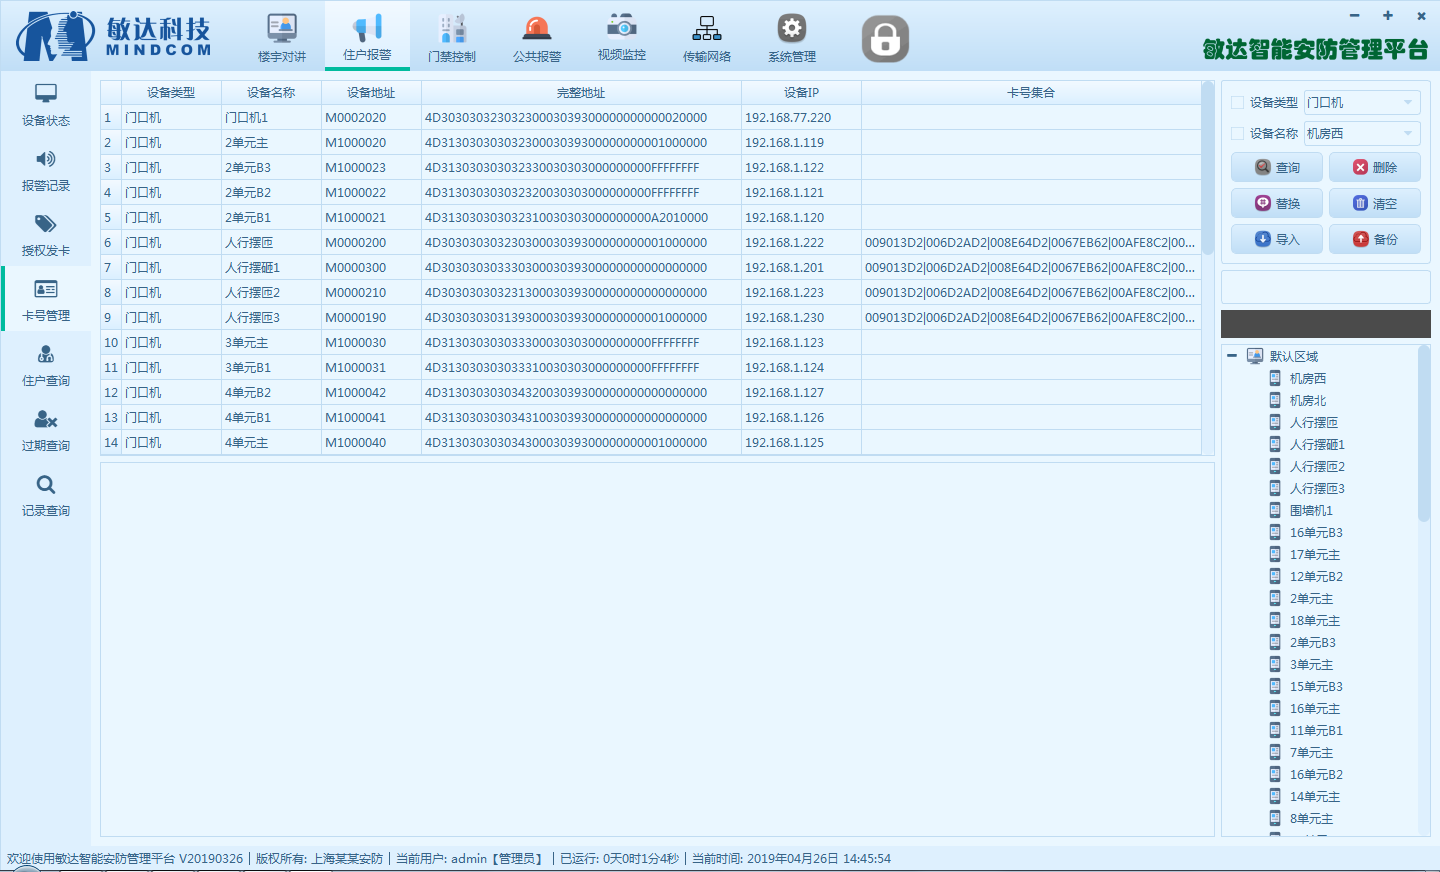 敏达科技
MINDCOM
楼宇对讲
住户报警
门禁控制
公共报警
视频监控
传输网络
系统管理
敏达智能安防管理平台
设备状态
报警记录
授权发卡
卡号管理
住户查询
过期查询
记录查询
设备类型 设备名称 设备地址 完整地址 设备IP 卡号集合
1 门口机 门口机1 M0002020 4D303030323032300030393000000000000020000 192.168.77.220
2 门口机 2单元主 M1000020 4D313030303032300030393000000000001000000 192.168.1.119
3 门口机 2单元B3 M1000023 4D31303030303233003030300000000​0FFFFFFFF 192.168.1.122
4 门口机 2单元B2 M1000022 4D313030303032320030303000000000FFFFFFFF 192.168.1.121
5 门口机 2单元B1 M1000021 4D313030303032310030303000000000A2010000 192.168.1.120
6 门口机 人行摆匝 M0000200 4D303030303230300030393000000000001000000 192.168.1.222 009013D2|006D2AD2|008E64D2|0067EB62|00AFE8C2|00...
7 门口机 人行摆砸1 M0000300 4D303030303330300030393000000000000000000 192.168.1.201 009013D2|006D2AD2|008E64D2|0067EB62|00AFE8C2|00...
8 门口机 人行摆匝2 M0000210 4D303030303231300030393000000000000000000 192.168.1.223 009013D2|006D2AD2|008E64D2|0067EB62|00AFE8C2|00...
9 门口机 人行摆匝3 M0000190 4D303030303139300030393000000000001000000 192.168.1.230 009013D2|006D2AD2|008E64D2|0067EB62|00AFE8C2|00...
10 门口机 3单元主 M1000030 4D313030303033300030303000000000FFFFFFFF 192.168.1.123
11 门口机 3单元B1 M1000031 4D313030303033310030303000000000FFFFFFFF 192.168.1.124
12 门口机 4单元B2 M1000042 4D313030303034320030393000000000000000000 192.168.1.127
13 门口机 4单元B1 M1000041 4D313030303034310030393000000000000000000 192.168.1.126
14 门口机 4单元主 M1000040 4D313030303034300030393000000000001000000 192.168.1.125
设备类型 门口机
设备名称 机房西
查询 删除
替换 清空
导入 备份
默认区域
机房西
机房北
人行摆匝
人行摆砸1
人行摆匝2
人行摆匝3
围墙机1
16单元B3
17单元主
12单元B2
2单元主
18单元主
2单元B3
3单元主
15单元B3
16单元主
11单元B1
7单元主
16单元B2
14单元主
8单元主
欢迎使用敏达智能安防管理平台 V20190326 | 版权所有: 上海某某安防 | 当前用户: admin【管理员】 | 已运行: 0天0时1分4秒 | 当前时间: 2019年04月26日 14:45:54